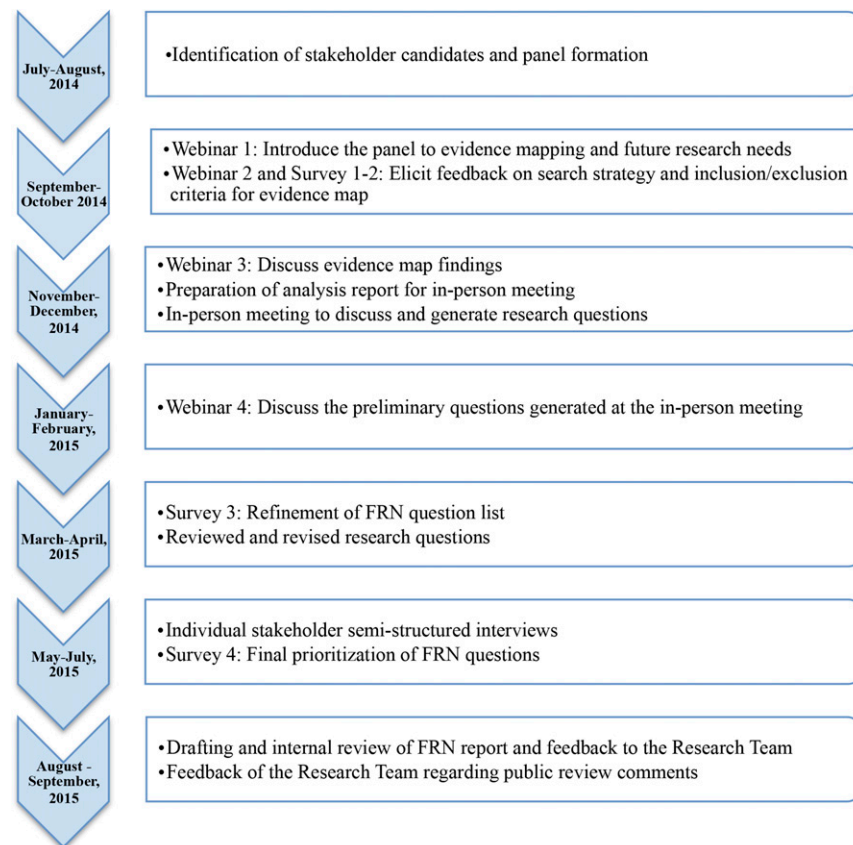 July-August,
2014
•Identification of stakeholder candidates and panel formation
September-
October 2014
•Webinar 1: Introduce the panel to evidence mapping and future research needs
•Webinar 2 and Survey 1-2: Elicit feedback on search strategy and inclusion/exclusion
criteria for evidence map
November-
December,
2014
•Webinar 3: Discuss evidence map findings
•Preparation of analysis report for in-person meeting
•In-person meeting to discuss and generate research questions
January-
February,
2015
•Webinar 4: Discuss the preliminary questions generated at the in-person meeting
March-April,
2015
•Survey 3: Refinement of FRN question list
•Reviewed and revised research questions
May-July,
2015
•Individual stakeholder semi-structured interviews
•Survey 4: Final prioritization of FRN questions
August -
September,
2015
•Drafting and internal review of FRN report and feedback to the Research Team
•Feedback of the Research Team regarding public review comments